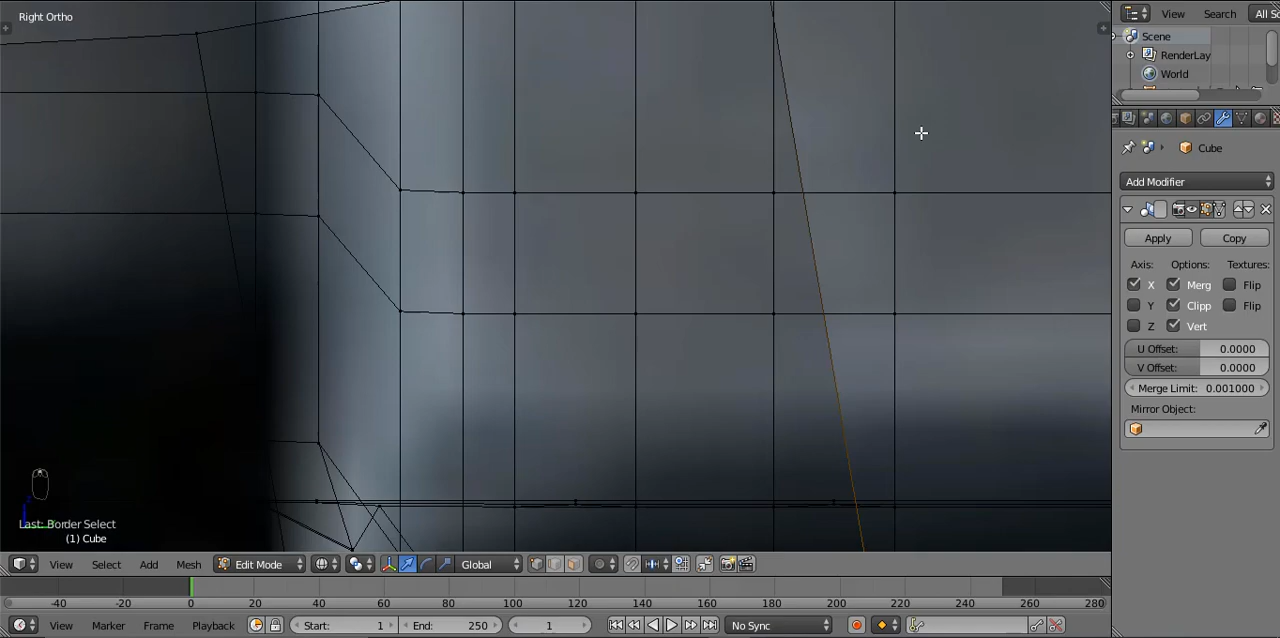 Right Ortho
View Search All Sc
Scene
RenderLay
World
Cube
Add Modifier
Apply Copy
Axis: Options: Textures:
X Merg Flip
Y Clipp Flip
Z Vert
U Offset: 0.0000
V Offset: 0.0000
Merge Limit: 0.001000
Mirror Object:
Last: Border Select
(1) Cube
View Select Add Mesh Edit Mode Global
-40 -20 0 20 40 60 80 100 120 140 160 180 200 220 240 260 280
View Marker Frame Playback Start: 1 End: 250 1 No Sync